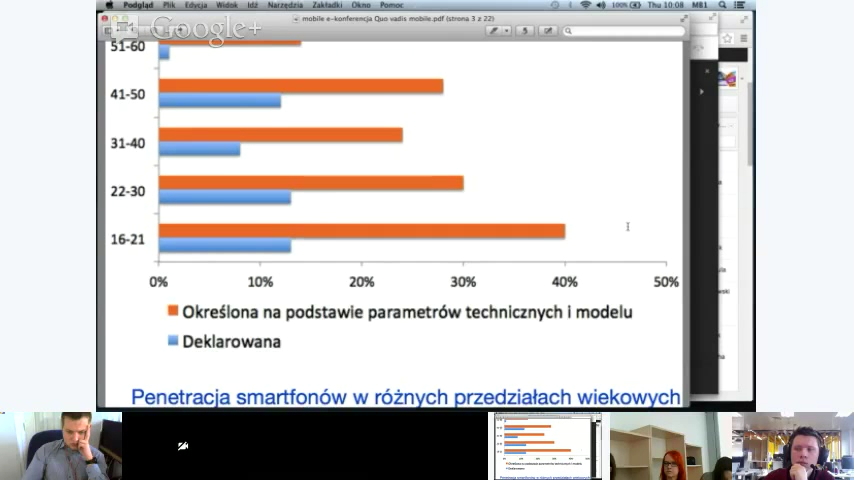 Podgląd Plik Edycja Widok Idź Narzędzia Zakładki Okno Pomoc 100% Thu 10:08 MB1
mobile e-konferencja Quo vadis mobile.pdf (strona 3 z 22)
Google+
51-60
41-50
31-40
22-30
16-21
0% 10% 20% 30% 40% 50%
Określona na podstawie parametrów technicznych i modelu
Deklarowana
Penetracja smartfonów w różnych przedziałach wiekowych